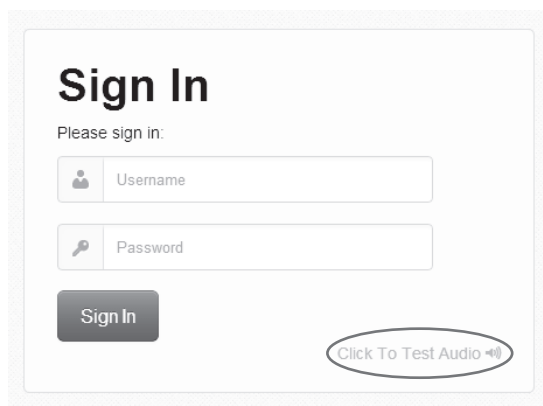 Sign In
Please sign in:
Username
Password
Sign In
Click To Test Audio